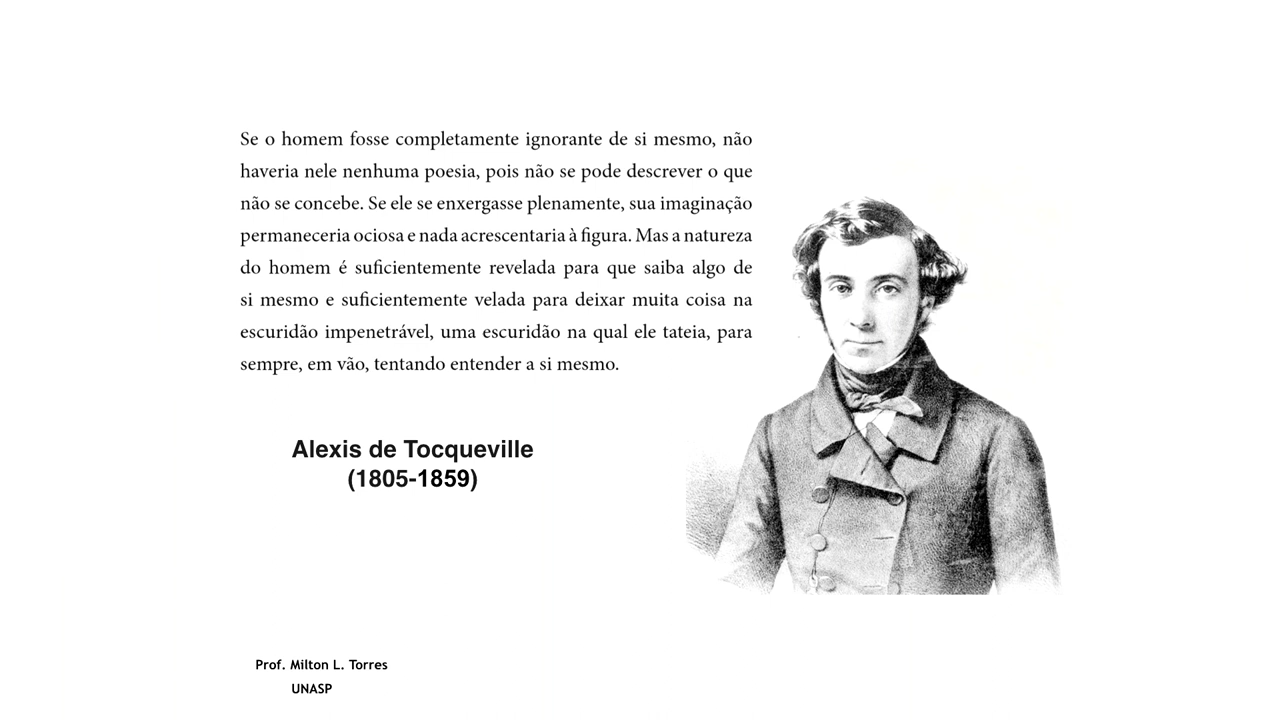 Se o homem fosse completamente ignorante de si mesmo, não
haveria nele nenhuma poesia, pois não se pode descrever o que
não se concebe. Se ele se enxergasse plenamente, sua imaginação
permaneceria ociosa e nada acrescentaria à figura. Mas a natureza
do homem é suficientemente revelada para que saiba algo de
si mesmo e suficientemente velada para deixar muita coisa na
escuridão impenetrável, uma escuridão na qual ele tateia, para
sempre, em vão, tentando entender a si mesmo.
Alexis de Tocqueville
(1805-1859)
Prof. Milton L. Torres
UNASP